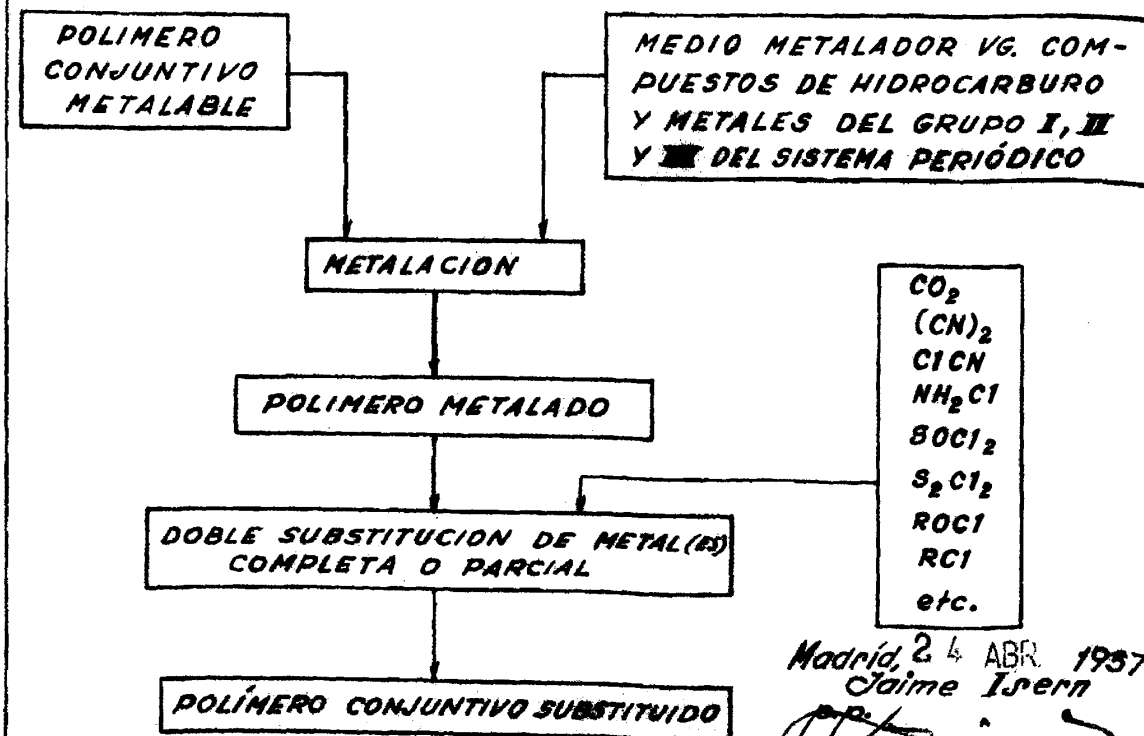 POLIMERO
CONJUNTIVO
METALABLE
MEDIO METALADOR VG. COM-
PUESTOS DE HIDROCARBURO
Y METALES DEL GRUPO I, II
Y DEL SISTEMA PERIÓDICO
METALACION
POLIMERO METALADO
CO₂
(CN)₂
ClCN
NH₂Cl
SOCl₂
S₂Cl₂
ROCl
RCl
etc.
DOBLE SUBSTITUCION DE METAL(ES)
COMPLETA O PARCIAL
POLÍMERO CONJUNTIVO SUBSTITUIDO
Madríd, 24 ABR. 1957
Jaime Isern
p.p.